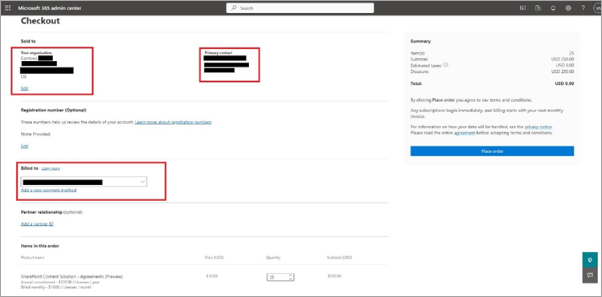 Microsoft 365 admin center
Search
VS
Checkout
Sold to
Your organization
Contoso
US
Edit
Primary contact
Registration number (Optional)
These numbers help us review the details of your account. Learn more about registration numbers
None Provided
Edit
Billed to Learn more
Add a new payment method
Partner relationship (optional)
Add a partner ID
Items in this order
Product name
Price (USD)
Quantity
Subtotal (USD)
SharePoint Content Solution - Agreements (Preview)
Annual commitment -
/ Licenses / year
Billed monthly -
/ Licenses / month
$10.00
25
$250.00
Summary
Item(s)
25
Subtotal:
USD 250.00
Estimated taxes:
USD 0.00
Discount:
USD 250.00
Total:
USD 0.00
By clicking Place order you agree to our terms and conditions.
Any subscriptions begin immediately, and billing starts with your next monthly
invoice.
For information on how your data will be handled, see the privacy notice.
Please read the entire agreement before accepting terms and conditions.
Place order